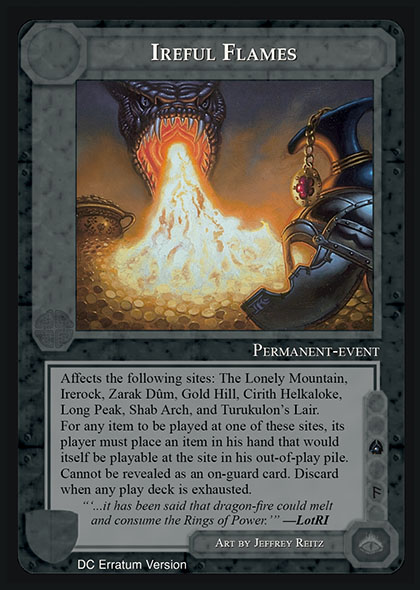 Ireful Flames
Permanent-event
Affects the following sites: The Lonely Mountain,
Irerock, Zarak Dûm, Gold Hill, Cirith Helkaloke,
Long Peak, Shab Arch, and Turukulon's Lair.
For any item to be played at one of these sites, its
player must place an item in his hand that would
itself be playable at the site in his out-of-play pile.
Cannot be revealed as an on-guard card. Discard
when any play deck is exhausted.
“‘...it has been said that dragon-fire could melt
and consume the Rings of Power.’” —LotRI
Art by Jeffrey Reitz
DC Erratum Version